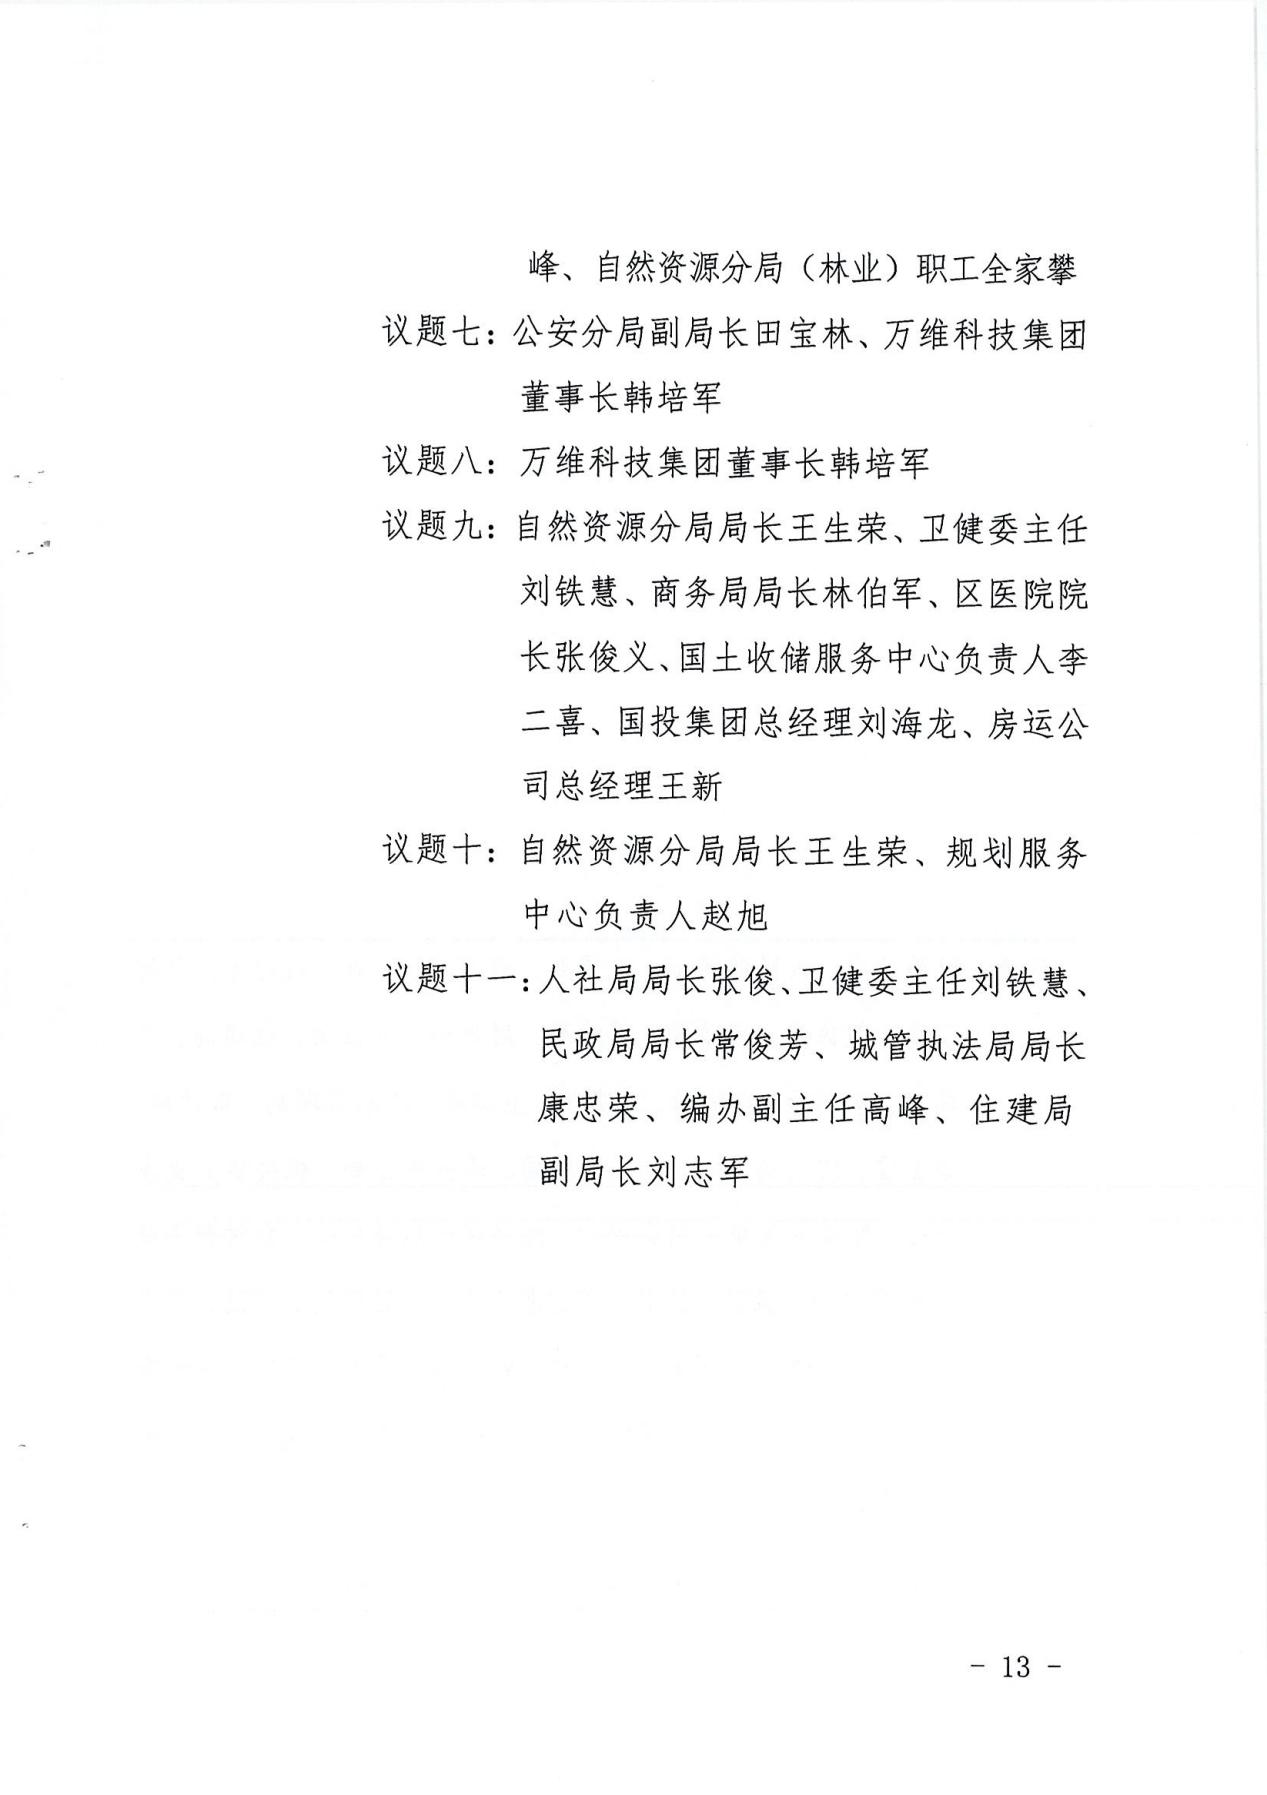 峰、自然资源分局（林业）职工全家攀
议题七：公安分局副局长田宝林、万维科技集团
董事长韩培军
议题八：万维科技集团董事长韩培军
议题九：自然资源分局局长王生荣、卫健委主任
刘铁慧、商务局局长林伯军、区医院院
长张俊义、国土收储服务中心负责人李
二喜、国投集团总经理刘海龙、房运公
司总经理王新
议题十：自然资源分局局长王生荣、规划服务
中心负责人赵旭
议题十一：人社局局长张俊、卫健委主任刘铁慧、
民政局局长常俊芳、城管执法局局长
康忠荣、编办副主任高峰、住建局
副局长刘志军
- 13 -